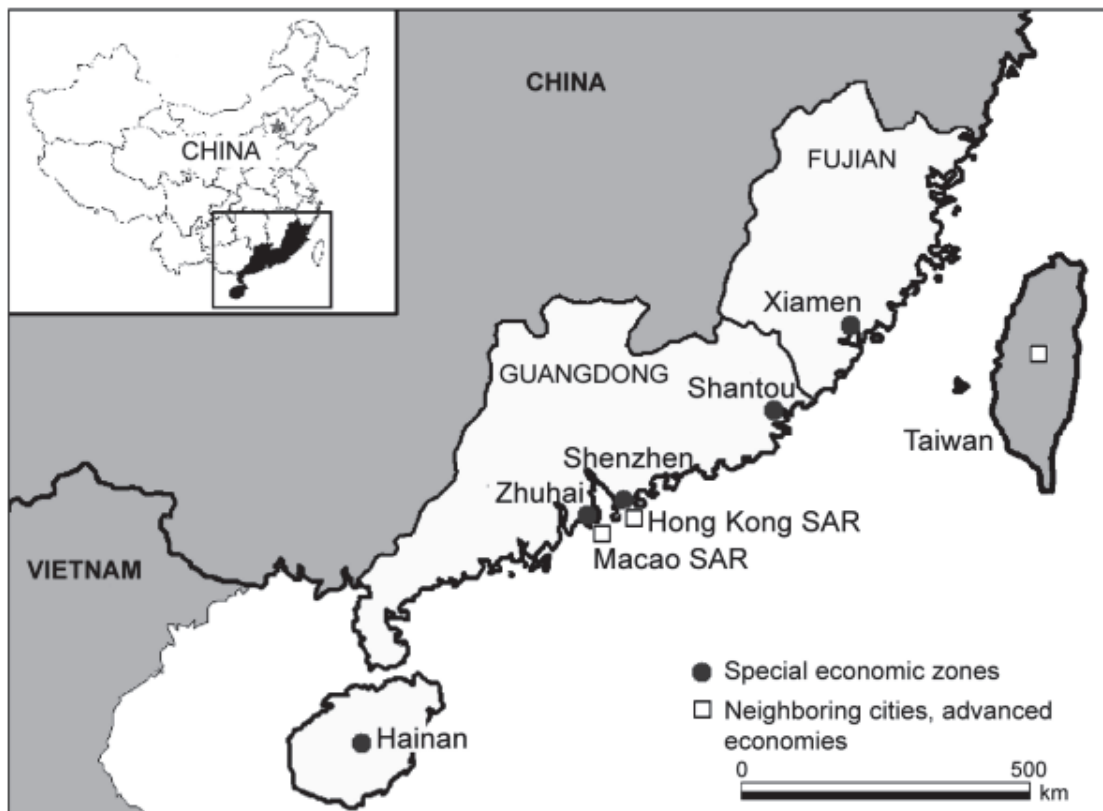 CHINA
CHINA
FUJIAN
Xiamen
GUANGDONG
Shantou
Taiwan
Shenzhen
Zhuhai
Hong Kong SAR
Macao SAR
VIETNAM
Special economic zones
Neighboring cities, advanced
economies
Hainan
0 500
km